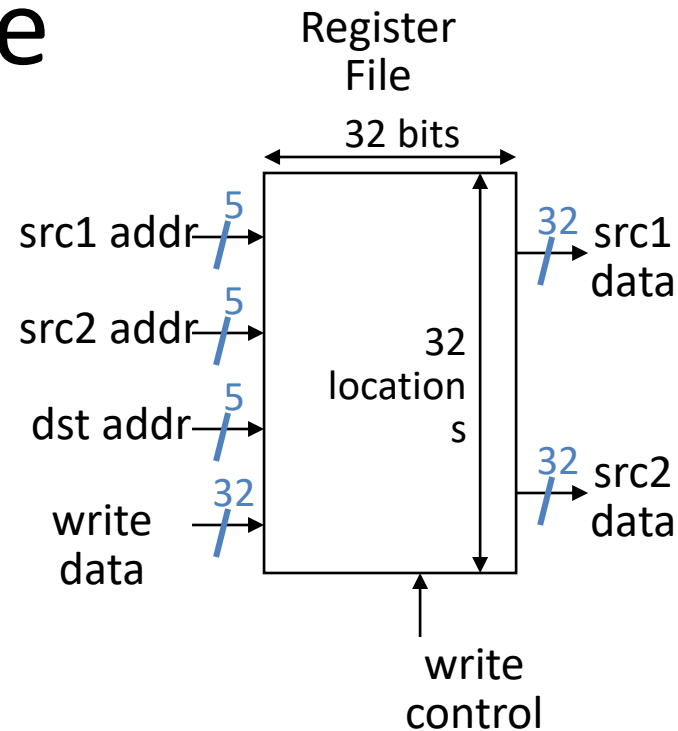 e
Register
File
32 bits
src1 addr
5
src2 addr
5
dst addr
5
write
data
32
32
location
s
32
src1
data
32
src2
data
write
control